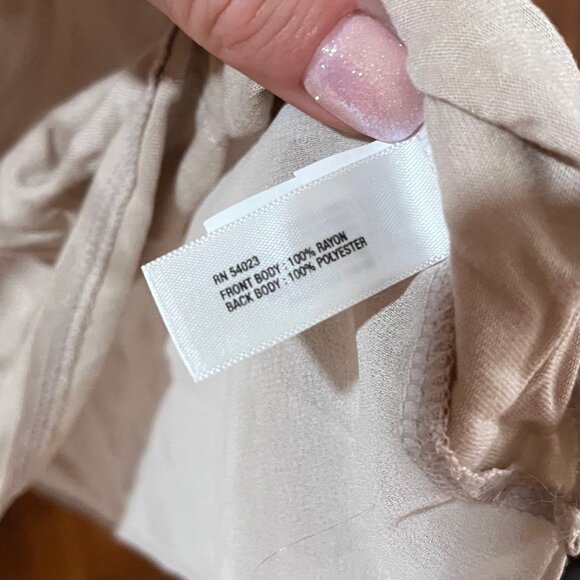 RN 54023
FRONT BODY : 100% RAYON
BACK BODY : 100% POLYESTER